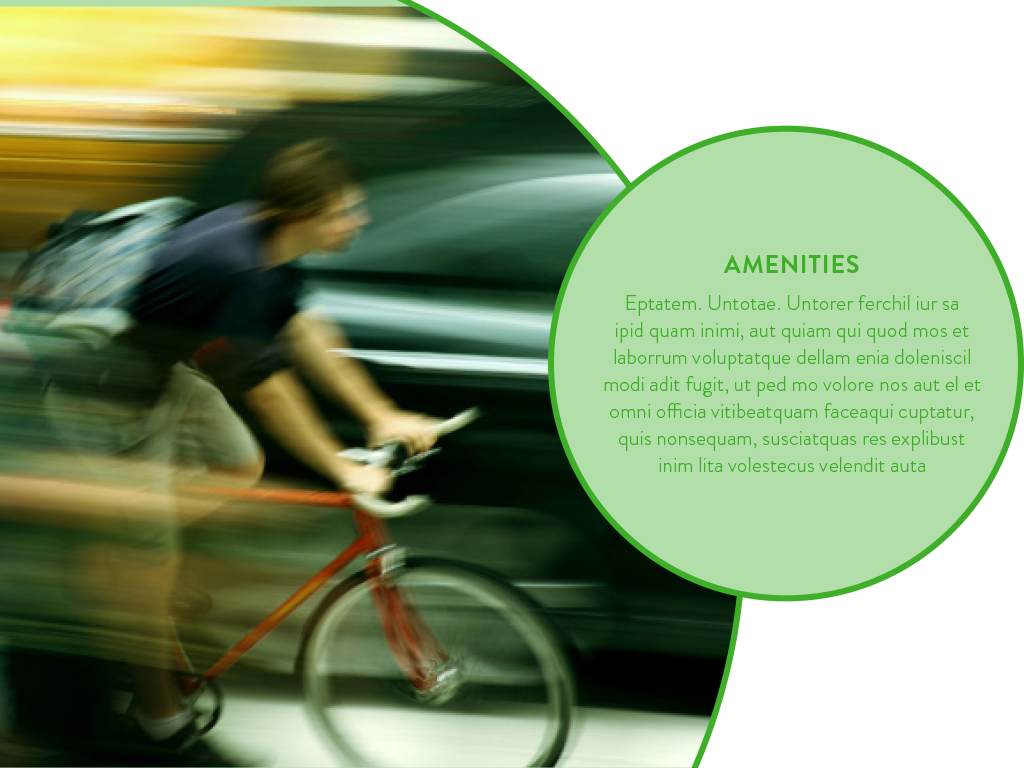 AMENITIES
Eptatem. Untotae. Untorer ferchil iur sa
ipid quam inimi, aut quiam qui quod mos et
laborrum voluptatque dellam enia doleniscil
modi adit fugit, ut ped mo volore nos aut el et
omni officia vitibeatquam faceaqui cuptatur,
quis nonsequam, susciatquas res explibust
inim lita volestecus velendit auta